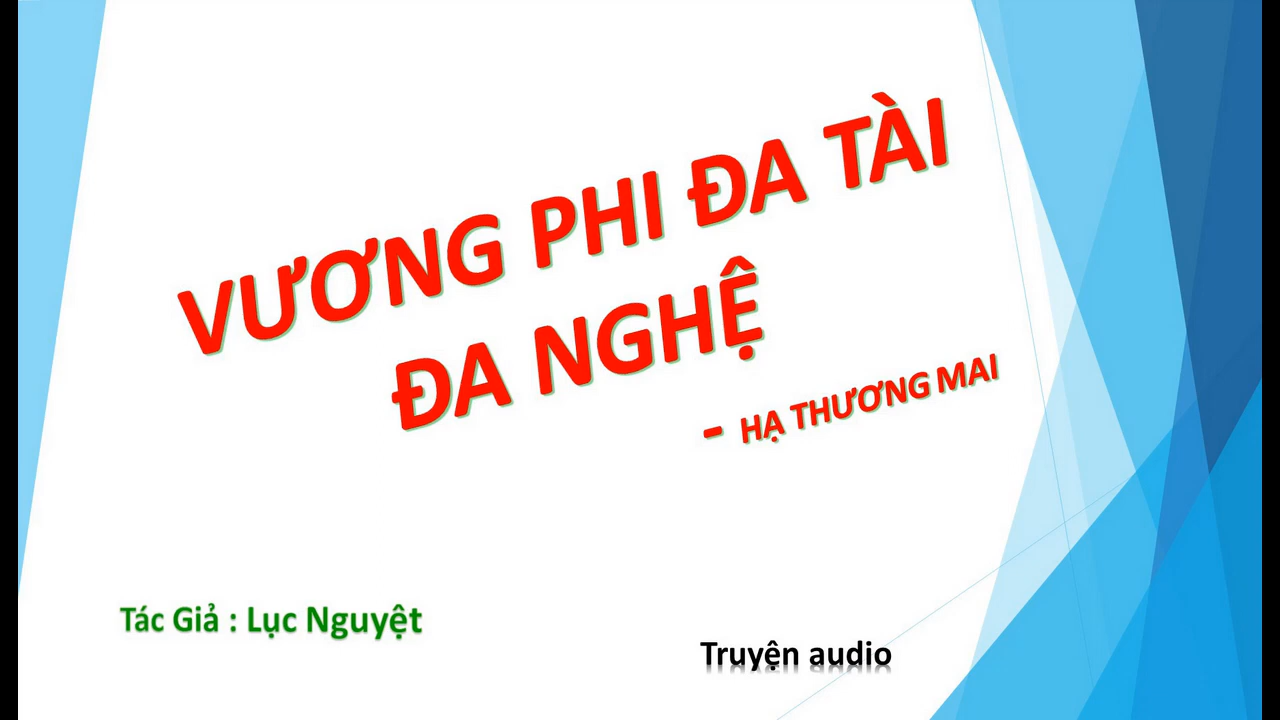 VƯƠNG PHI ĐA TÀI
ĐA NGHỆ
- HẠ THƯƠNG MAI
Tác Giả : Lục Nguyệt
Truyện audio